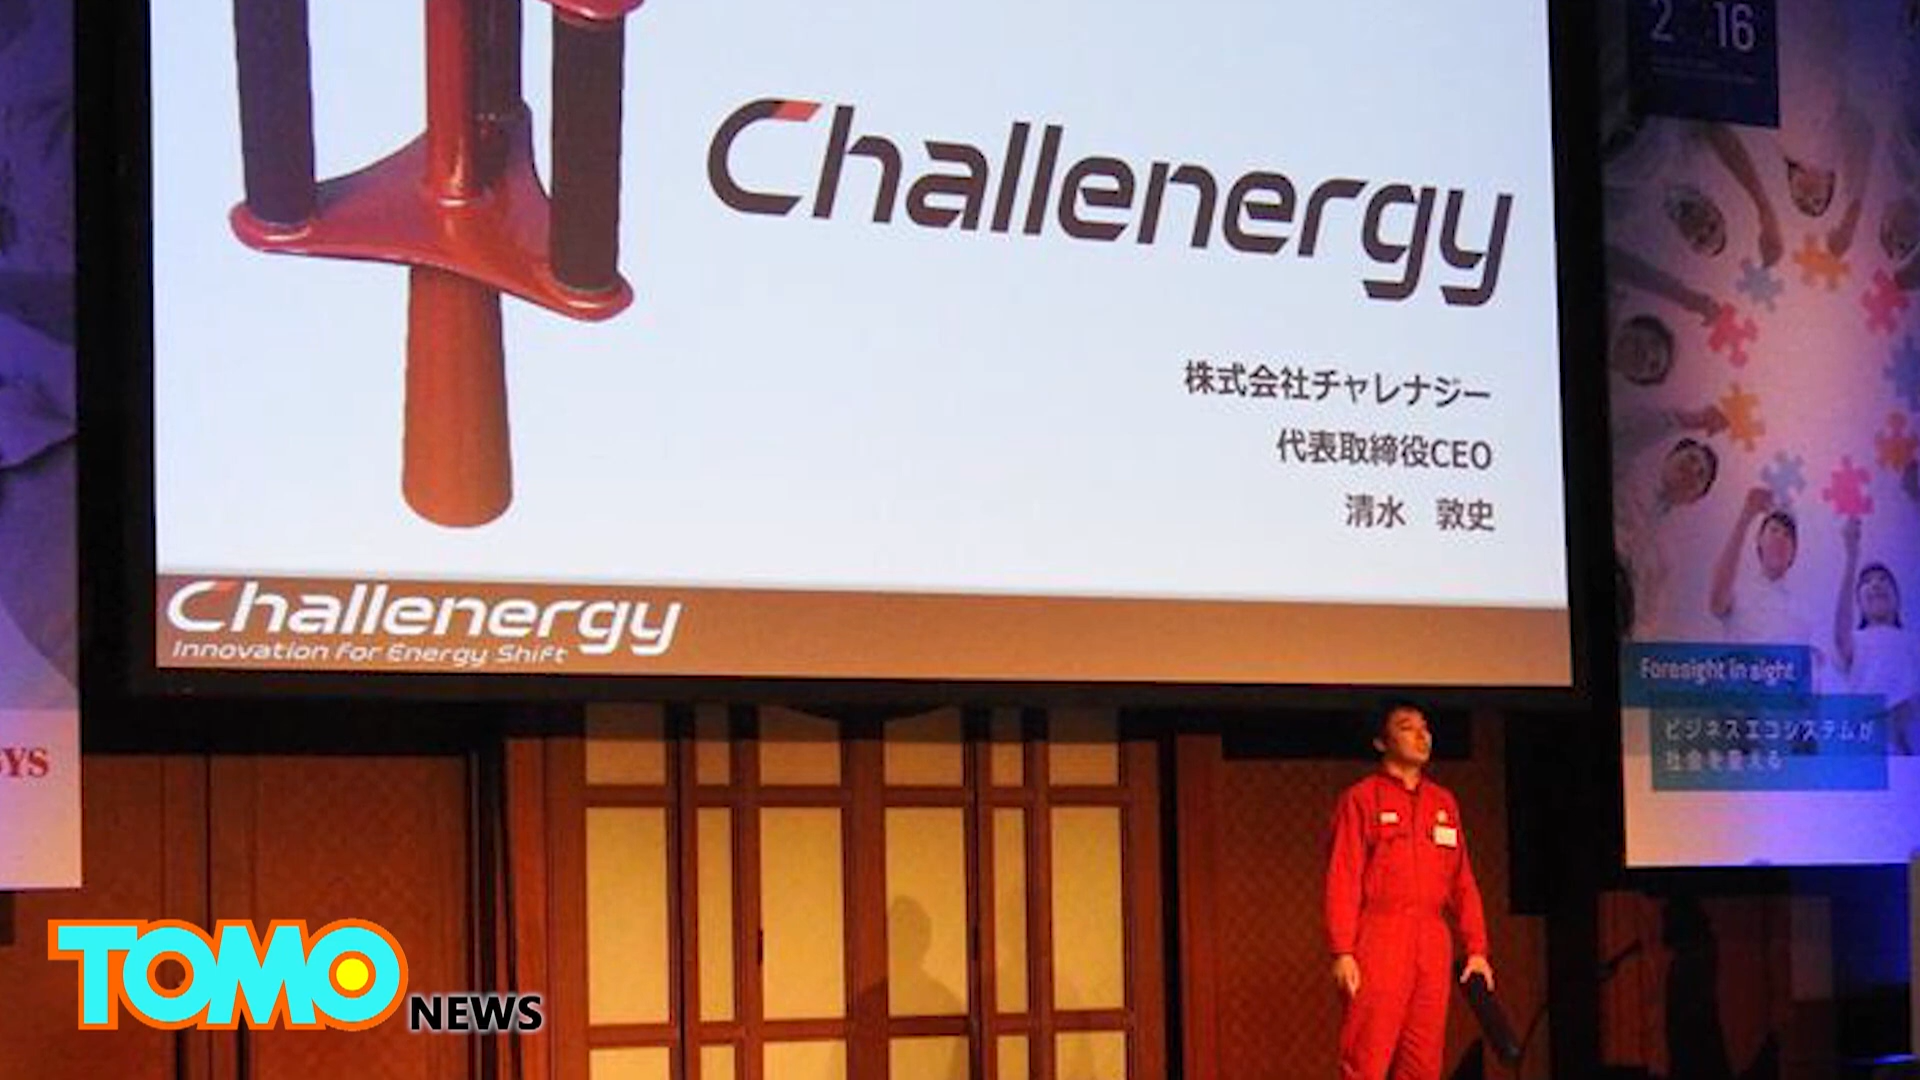 2 16
Challenergy
株式会社チャレナジー
代表取締役CEO
清水 敦史
Challenergy
Innovation for Energy Shift
Foresight in sight
ビジネスエコシステムが
社会を変える
SYS
TOMO NEWS